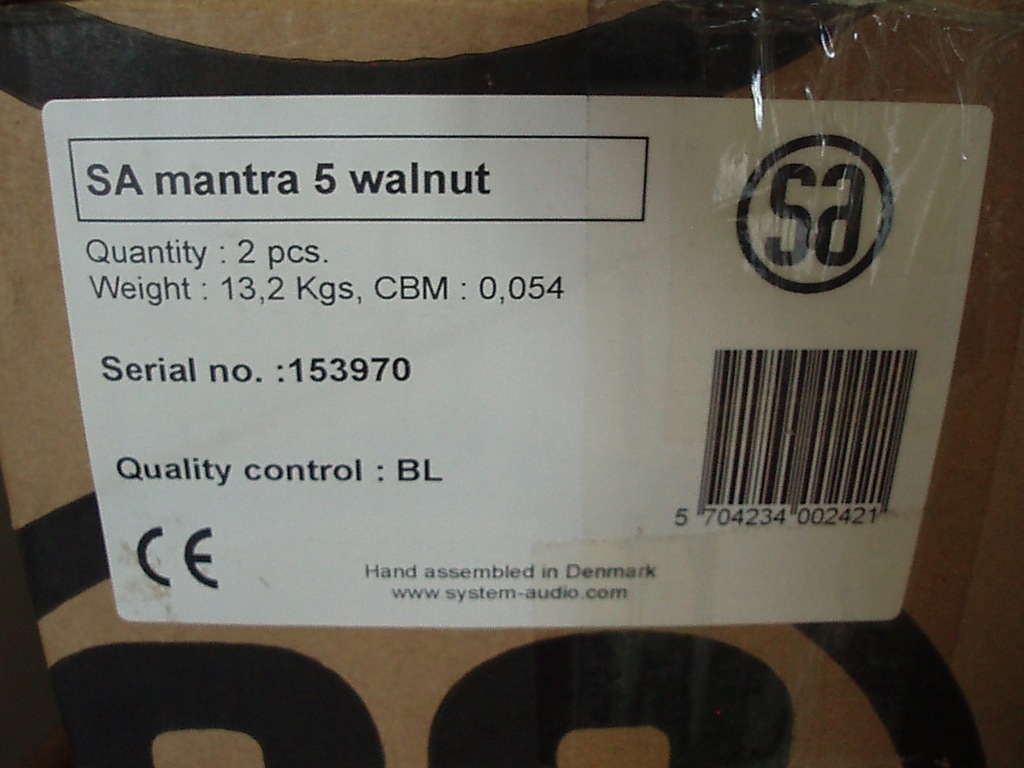 SA mantra 5 walnut
sa
Quantity : 2 pcs.
Weight : 13,2 Kgs, CBM : 0,054
Serial no. :153970
Quality control : BL
5 704234 002421
CE
Hand assembled in Denmark
www.system-audio.com